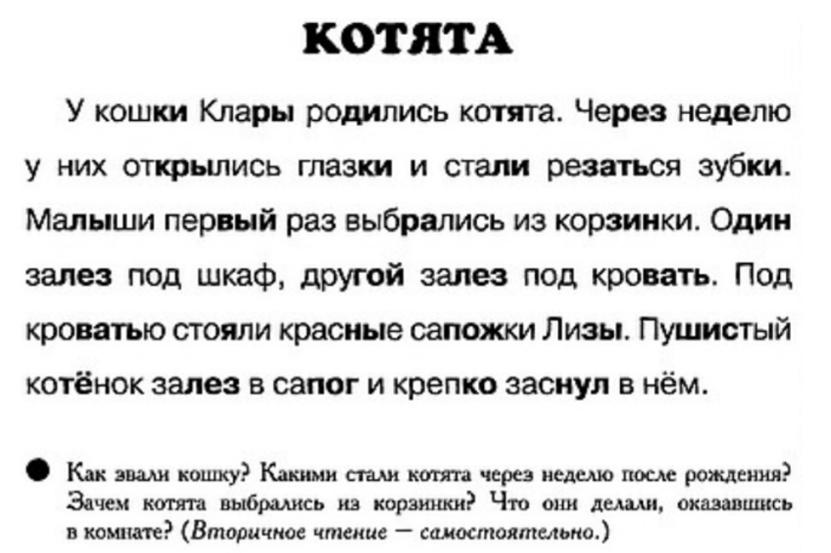 КОТЯТА
У кошки Клары родились котята. Через неделю
у них открылись глазки и стали резаться зубки.
Малыши первый раз выбрались из корзинки. Один
залез под шкаф, другой залез под кровать. Под
кроватью стояли красные сапожки Лизы. Пушистый
котёнок залез в сапог и крепко заснул в нём.
● Как звали кошку? Какими стали котята через неделю после рождения?
Зачем котята выбрались из корзинки? Что они делали, оказавшись
в комнате? (Вторичное чтение — самостоятельно.)